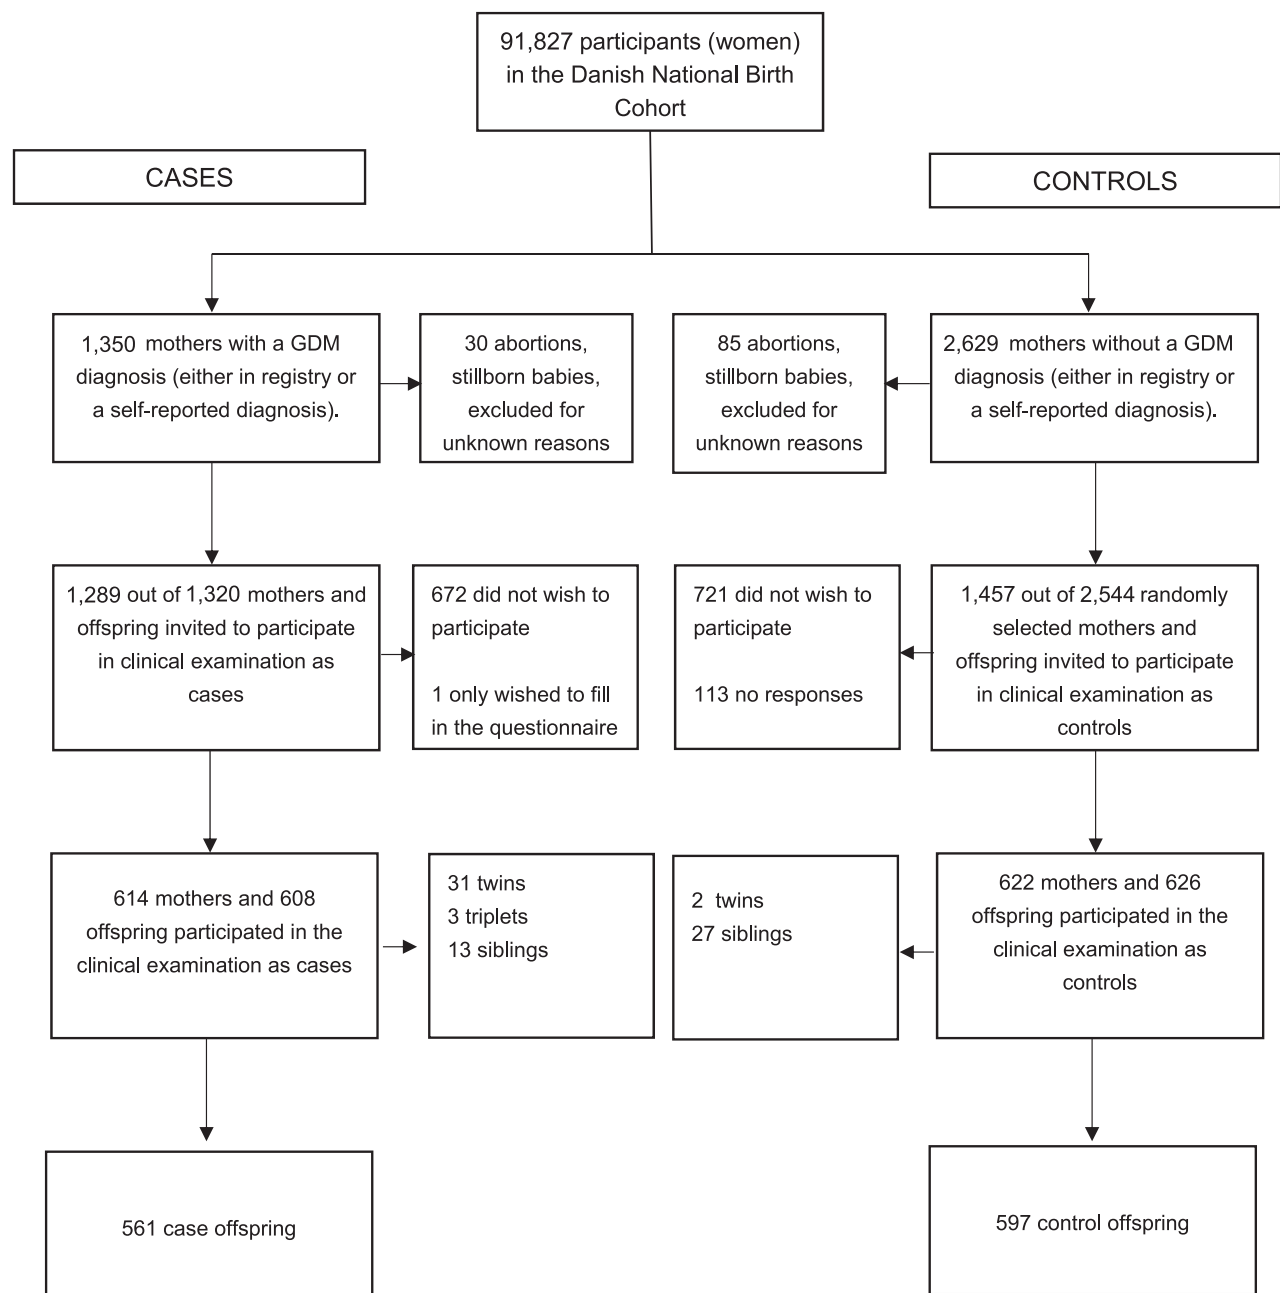 91,827 participants (women)
in the Danish National Birth
Cohort
CASES
CONTROLS
1,350 mothers with a GDM
diagnosis (either in registry or
a self-reported diagnosis).
30 abortions,
stillborn babies,
excluded for
unknown reasons
85 abortions,
stillborn babies,
excluded for
unknown reasons
2,629 mothers without a GDM
diagnosis (either in registry or
a self-reported diagnosis).
1,289 out of 1,320 mothers and
offspring invited to participate
in clinical examination as
cases
672 did not wish to
participate
1 only wished to fill
in the questionnaire
721 did not wish to
participate
113 no responses
1,457 out of 2,544 randomly
selected mothers and
offspring invited to participate
in clinical examination as
controls
614 mothers and 608
offspring participated in the
clinical examination as cases
31 twins
3 triplets
13 siblings
2 twins
27 siblings
622 mothers and 626
offspring participated in the
clinical examination as
controls
561 case offspring
597 control offspring